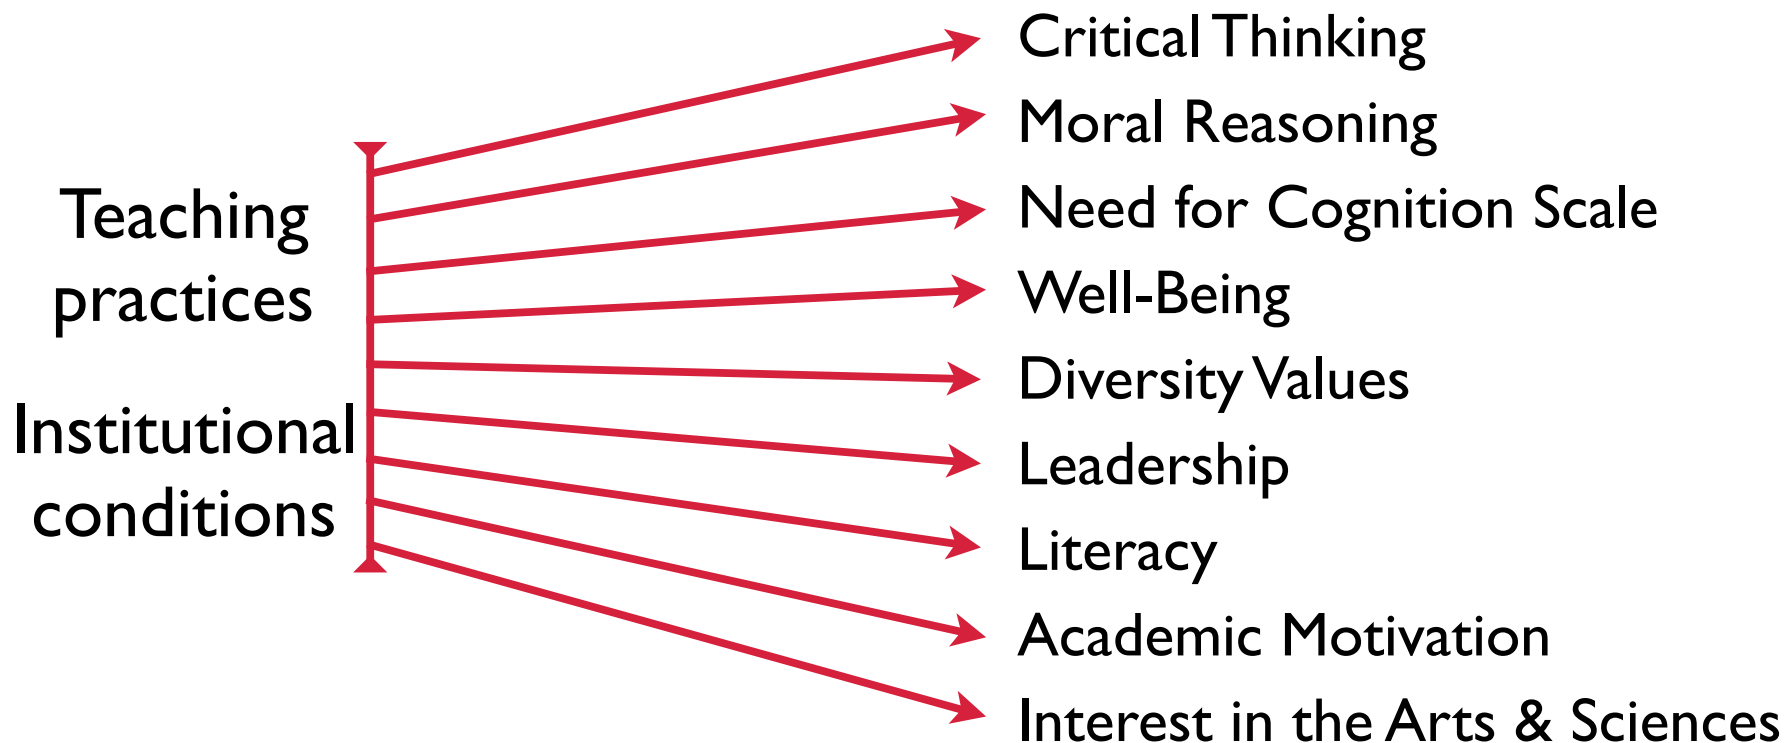 Teaching
practices
Institutional
conditions
Critical Thinking
Moral Reasoning
Need for Cognition Scale
Well-Being
Diversity Values
Leadership
Literacy
Academic Motivation
Interest in the Arts & Sciences